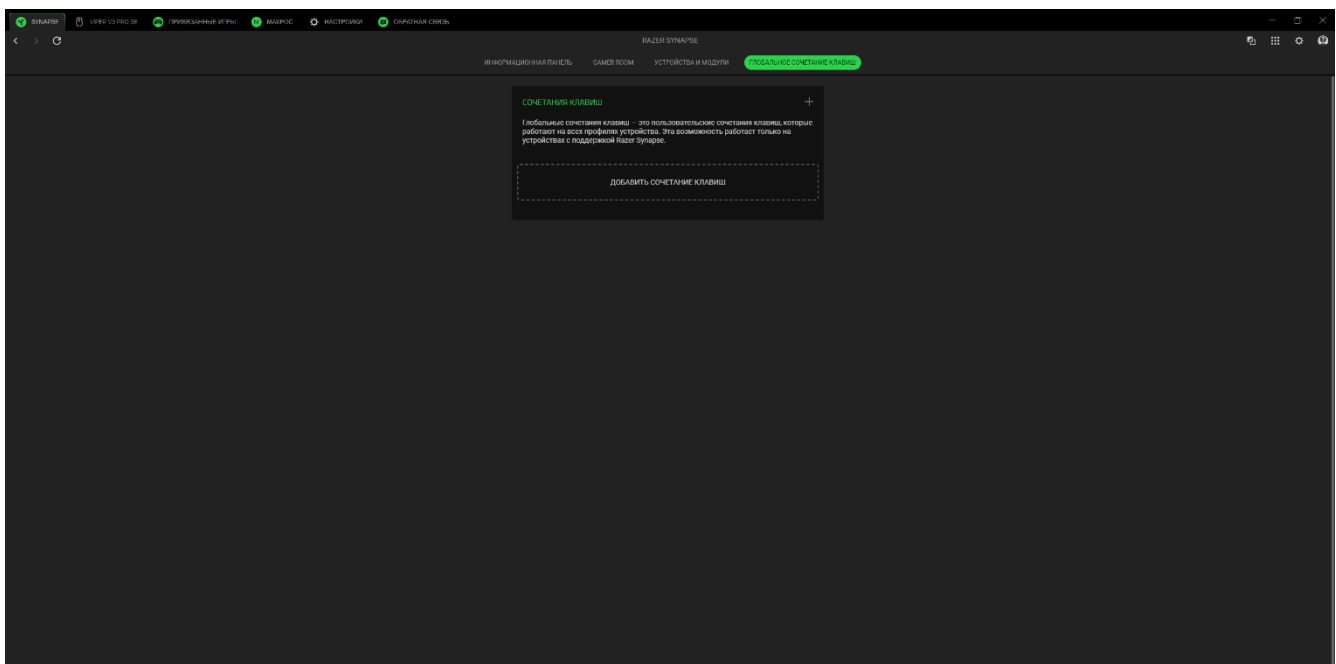 SYNAPSE VIPER V3 PRO SE ПРИВЯЗАННЫЕ ИГРЫ МАКРОС НАСТРОЙКИ ОБРАТНАЯ СВЯЗЬ
RAZER SYNAPSE
ИНФОРМАЦИОННАЯ ПАНЕЛЬ GAMER ROOM УСТРОЙСТВА И МОДУЛИ ГЛОБАЛЬНОЕ СОЧЕТАНИЕ КЛАВИШ
СОЧЕТАНИЯ КЛАВИШ
Глобальные сочетания клавиш — это пользовательские сочетания клавиш, которые
работают на всех профилях устройства. Эта возможность работает только на
устройствах с поддержкой Razer Synapse.
ДОБАВИТЬ СОЧЕТАНИЕ КЛАВИШ